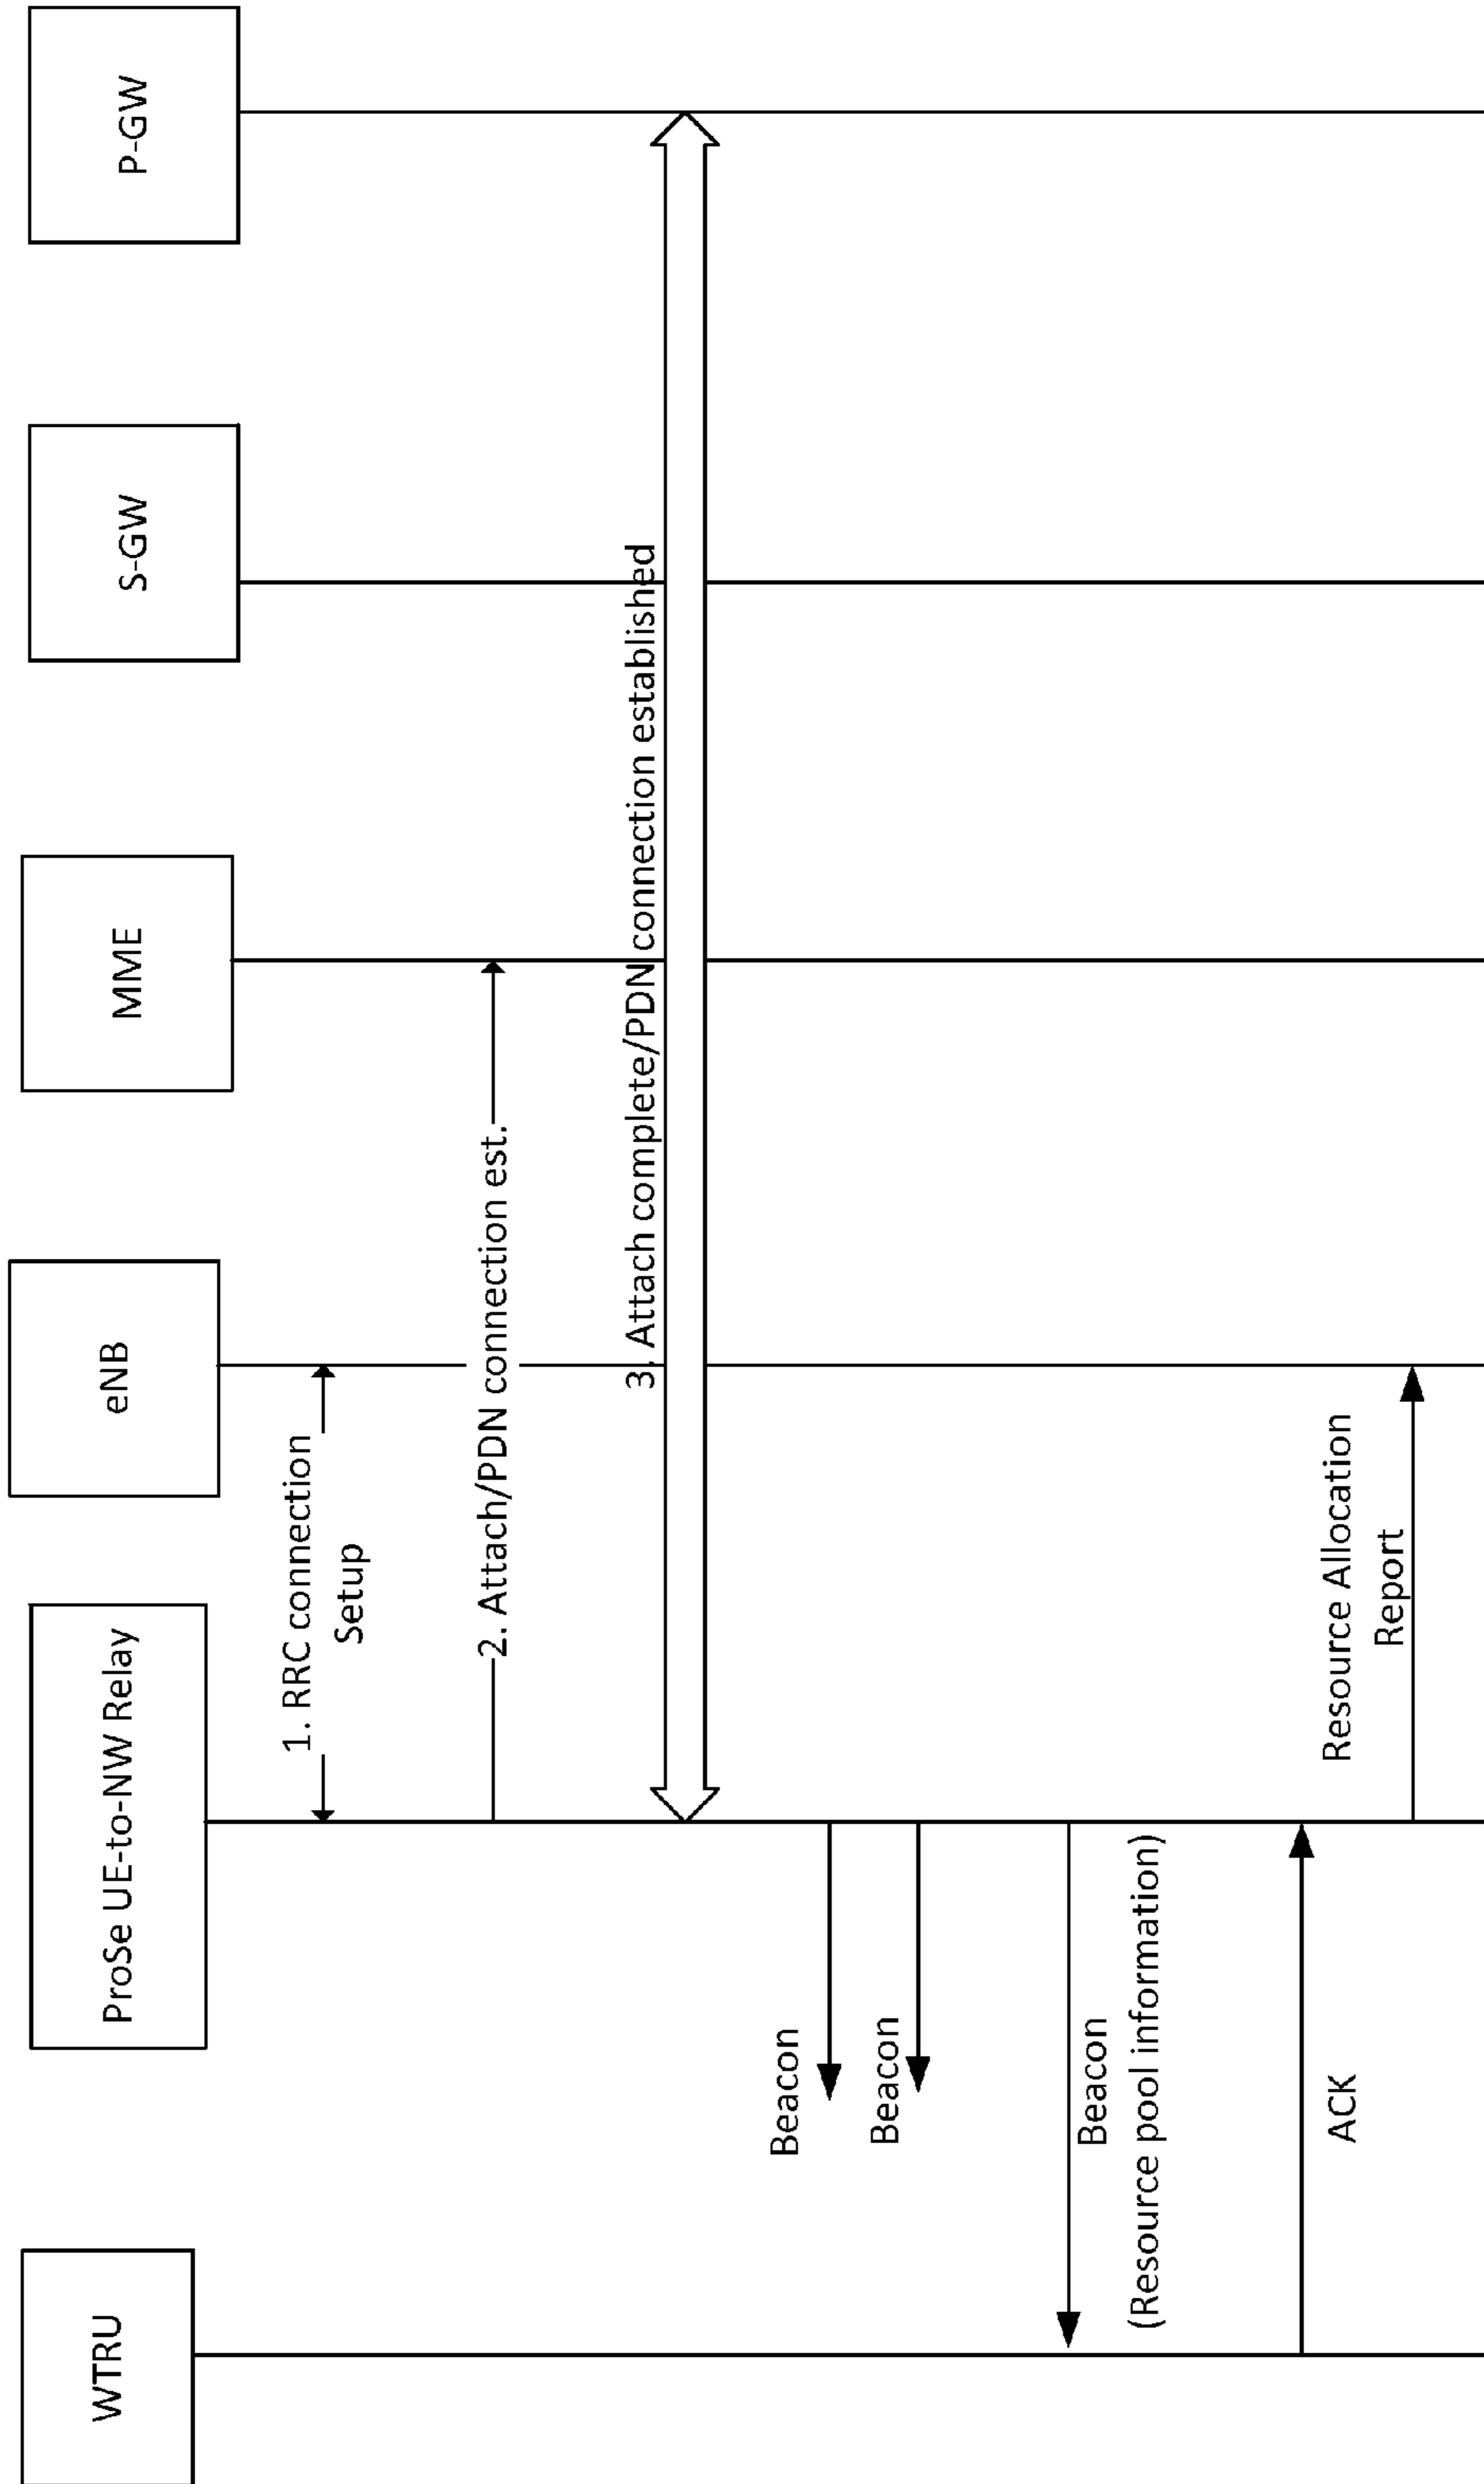 WTRU
ProSe UE-to-NW Relay
eNB
MME
S-GW
P-GW
1. RRC connection
Setup
2. Attach/PDN connection est.
3. Attach complete/PDN connection established
Beacon
Beacon
Beacon
(Resource pool information)
ACK
Resource Allocation
Report